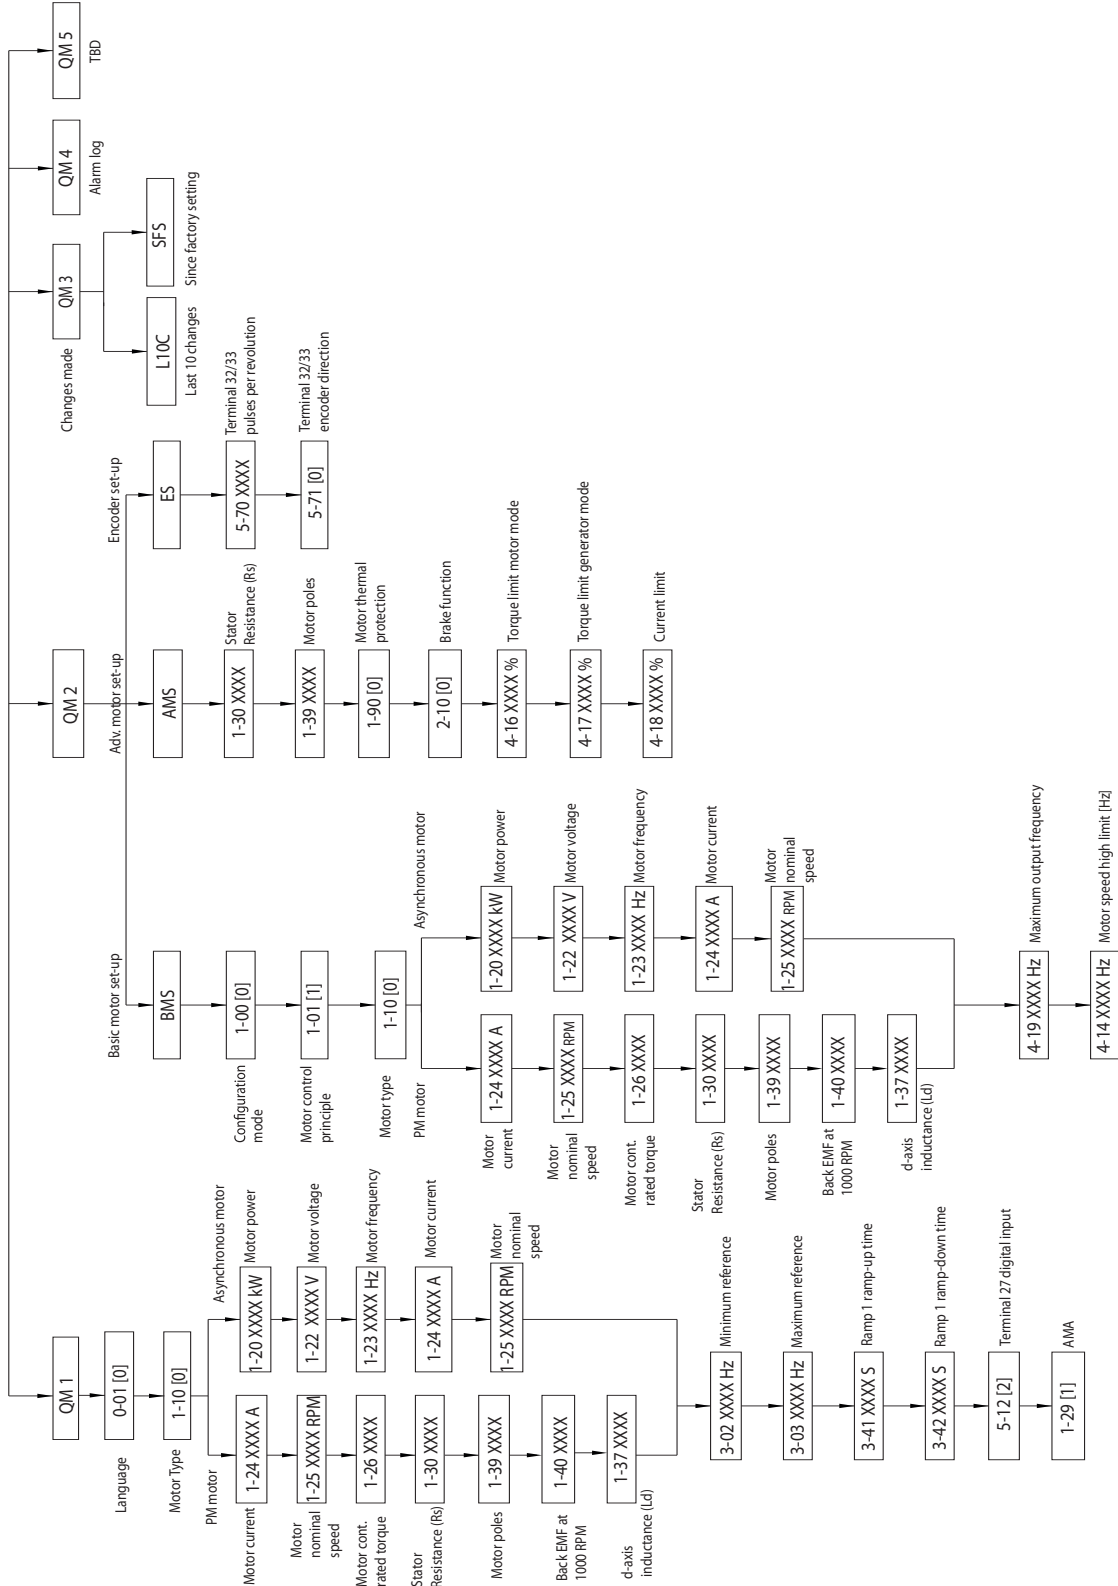 QM 1
Language
0-01 [0]
Motor Type
1-10 [0]
PM motor
Motor current
1-24 XXXX A
Motor
nominal
speed
1-25 XXXX RPM
Motor cont.
rated torque
1-26 XXXX
Stator
Resistance (Rs)
1-30 XXXX
Motor poles
1-39 XXXX
Back EMF at
1000 RPM
1-40 XXXX
d-axis
inductance (Ld)
1-37 XXXX
Asynchronous motor
1-20 XXXX kW
Motor power
1-22 XXXX V
Motor voltage
1-23 XXXX Hz
Motor frequency
1-24 XXXX A
Motor current
1-25 XXXX RPM
Motor
nominal
speed
3-02 XXXX Hz
Minimum reference
3-03 XXXX Hz
Maximum reference
3-41 XXXX S
Ramp 1 ramp-up time
3-42 XXXX S
Ramp 1 ramp-down time
5-12 [2]
Terminal 27 digital input
1-29 [1]
AMA
QM 2
Basic motor set-up
BMS
Configuration
mode
1-00 [0]
Motor control
principle
1-01 [1]
Motor type
1-10 [0]
PM motor
Motor
current
1-24 XXXX A
Motor
nominal
speed
1-25 XXXX RPM
Motor cont.
rated torque
1-26 XXXX
Stator
Resistance (Rs)
1-30 XXXX
Motor poles
1-39 XXXX
Back EMF at
1000 RPM
1-40 XXXX
d-axis
inductance (Ld)
1-37 XXXX
Asynchronous motor
1-20 XXXX kW
Motor power
1-22 XXXX V
Motor voltage
1-23 XXXX Hz
Motor frequency
1-24 XXXX A
Motor current
1-25 XXXX RPM
Motor
nominal
speed
4-19 XXXX Hz
Maximum output frequency
4-14 XXXX Hz
Motor speed high limit [Hz]
Adv. motor set-up
AMS
1-30 XXXX
Stator
Resistance (Rs)
1-39 XXXX
Motor poles
1-90 [0]
Motor thermal
protection
2-10 [0]
Brake function
4-16 XXXX %
Torque limit motor mode
4-17 XXXX %
Torque limit generator mode
4-18 XXXX %
Current limit
Encoder set-up
ES
5-70 XXXX
Terminal 32/33
pulses per revolution
5-71 [0]
Terminal 32/33
encoder direction
Changes made
QM 3
L10C
Last 10 changes
SFS
Since factory setting
QM 4
Alarm log
QM 5
TBD